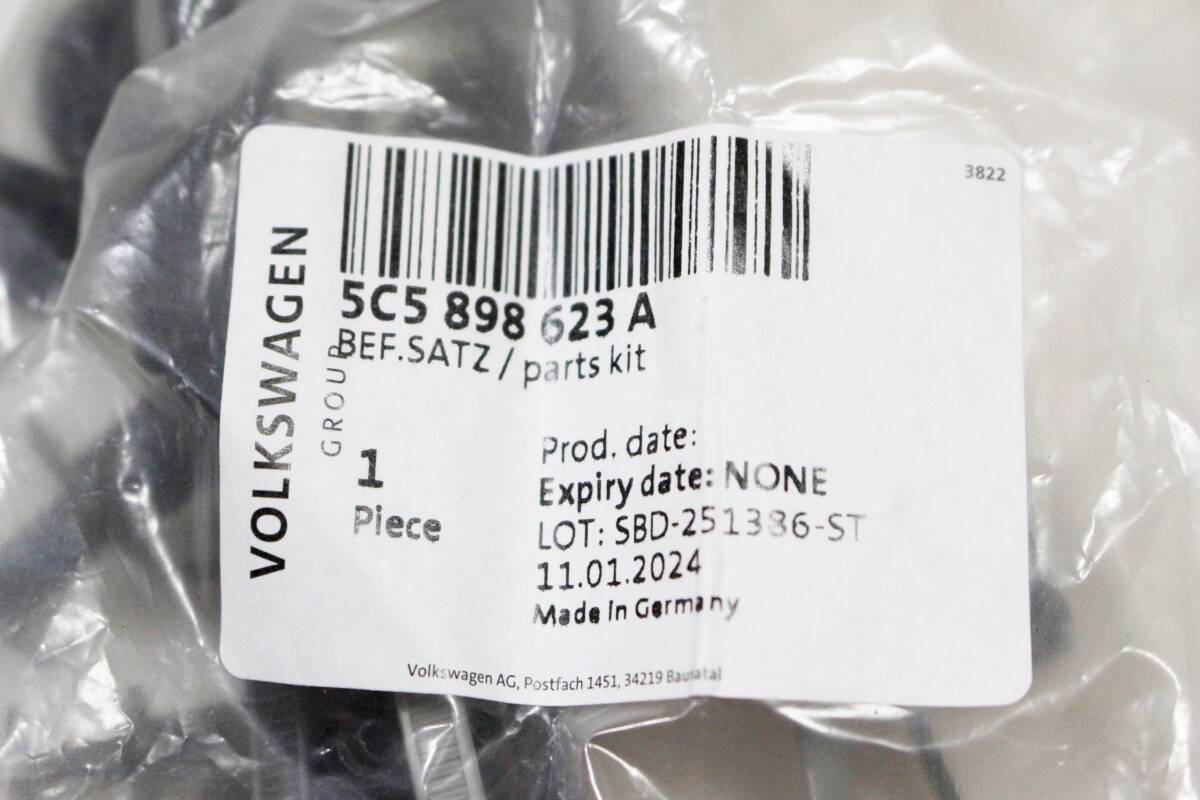 3822
VOLKSWAGEN
GROUP
5C5 898 623 A
BEF.SATZ / parts kit
1
Piece
Prod. date:
Expiry date: NONE
LOT: SBD-251386-ST
11.01.2024
Made in Germany
Volkswagen AG, Postfach 1451, 34219 Baunatal